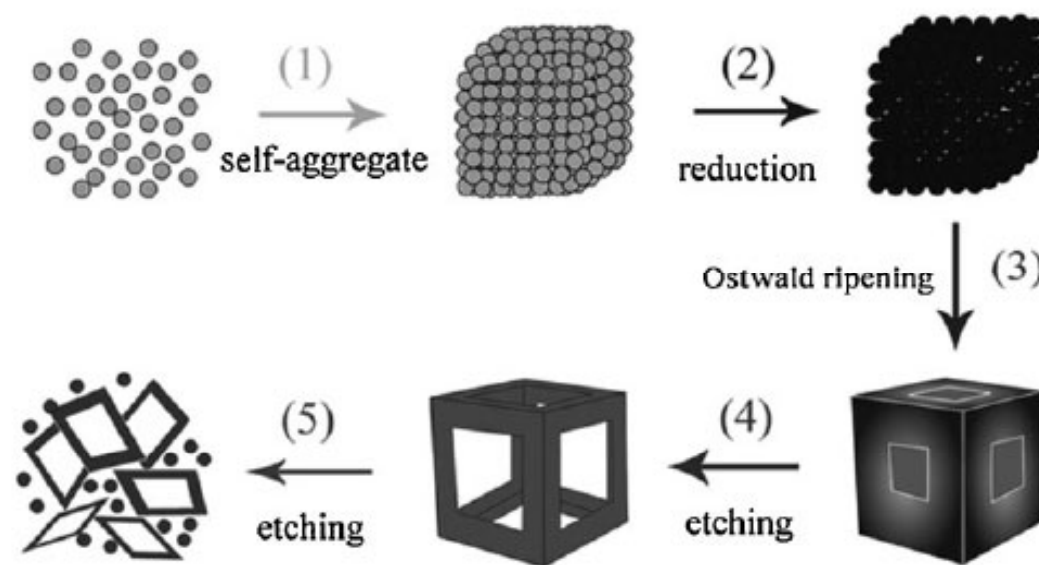 (1)
self-aggregate
(2)
reduction
Ostwald ripening
(3)
(4)
etching
(5)
etching